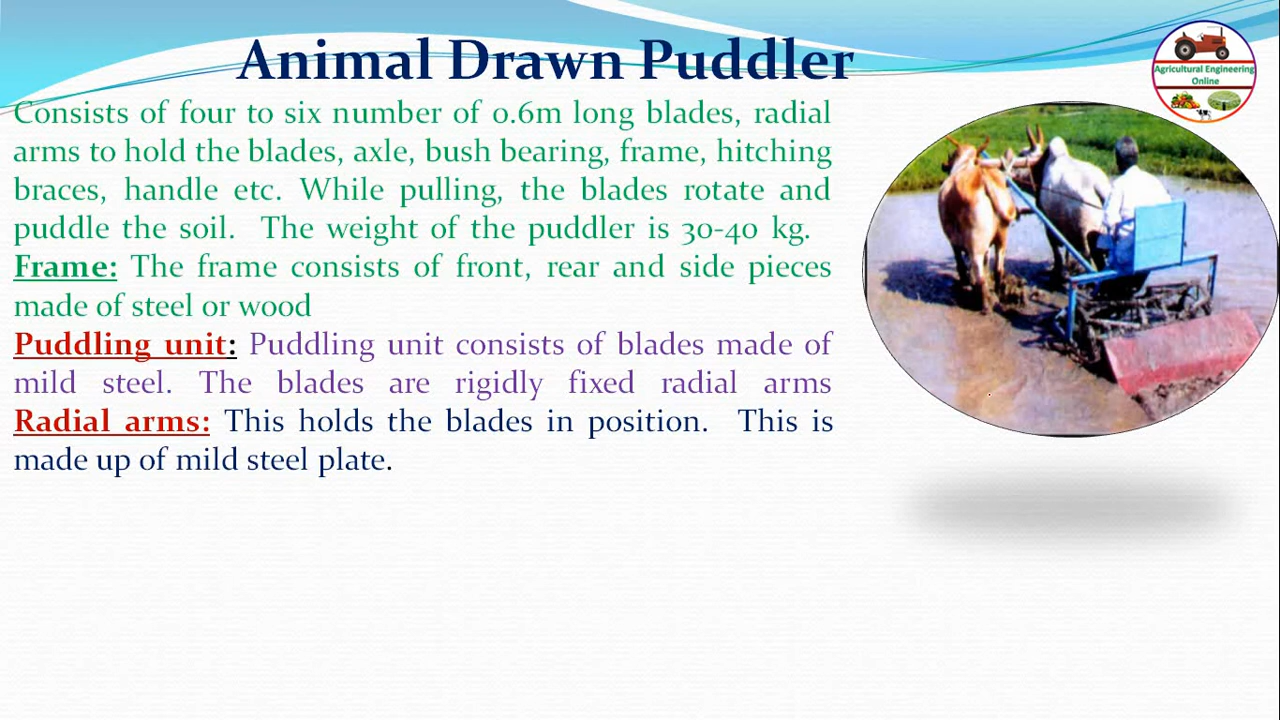 Animal Drawn Puddler
Agricultural Engineering
Online
Consists of four to six number of 0.6m long blades, radial
arms to hold the blades, axle, bush bearing, frame, hitching
braces, handle etc. While pulling, the blades rotate and
puddle the soil. The weight of the puddler is 30-40 kg.
Frame: The frame consists of front, rear and side pieces
made of steel or wood
Puddling unit: Puddling unit consists of blades made of
mild steel. The blades are rigidly fixed radial arms
Radial arms: This holds the blades in position. This is
made up of mild steel plate.